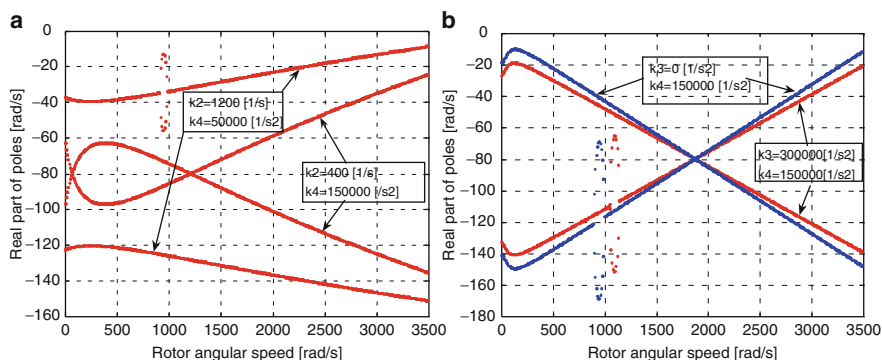 a
0
−20
−40
−60
−80
−100
−120
−140
−160
0 500 1000 1500 2000 2500 3000 3500
Real part of poles [rad/s]
Rotor angular speed [rad/s]
k2=1200 [1/s]
k4=50000 [1/s2]
k2=400 [1/s]
k4=150000 [/s2]
b
0
−20
−40
−60
−80
−100
−120
−140
−160
−180
0 500 1000 1500 2000 2500 3000 3500
Real part of poles [rad/s]
Rotor angular speed [rad/s]
k3=0 [1/s2]
k4=150000 [1/s2]
k3=300000[1/s2]
k4=150000[1/s2]